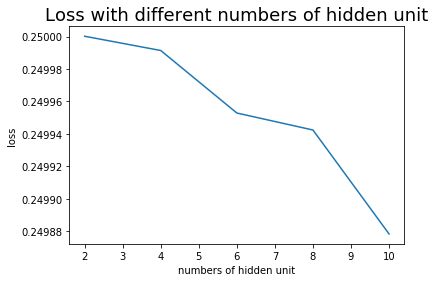 Loss with different numbers of hidden unit
0.25000
0.24998
0.24996
0.24994
0.24992
0.24990
0.24988
loss
2 3 4 5 6 7 8 9 10
numbers of hidden unit